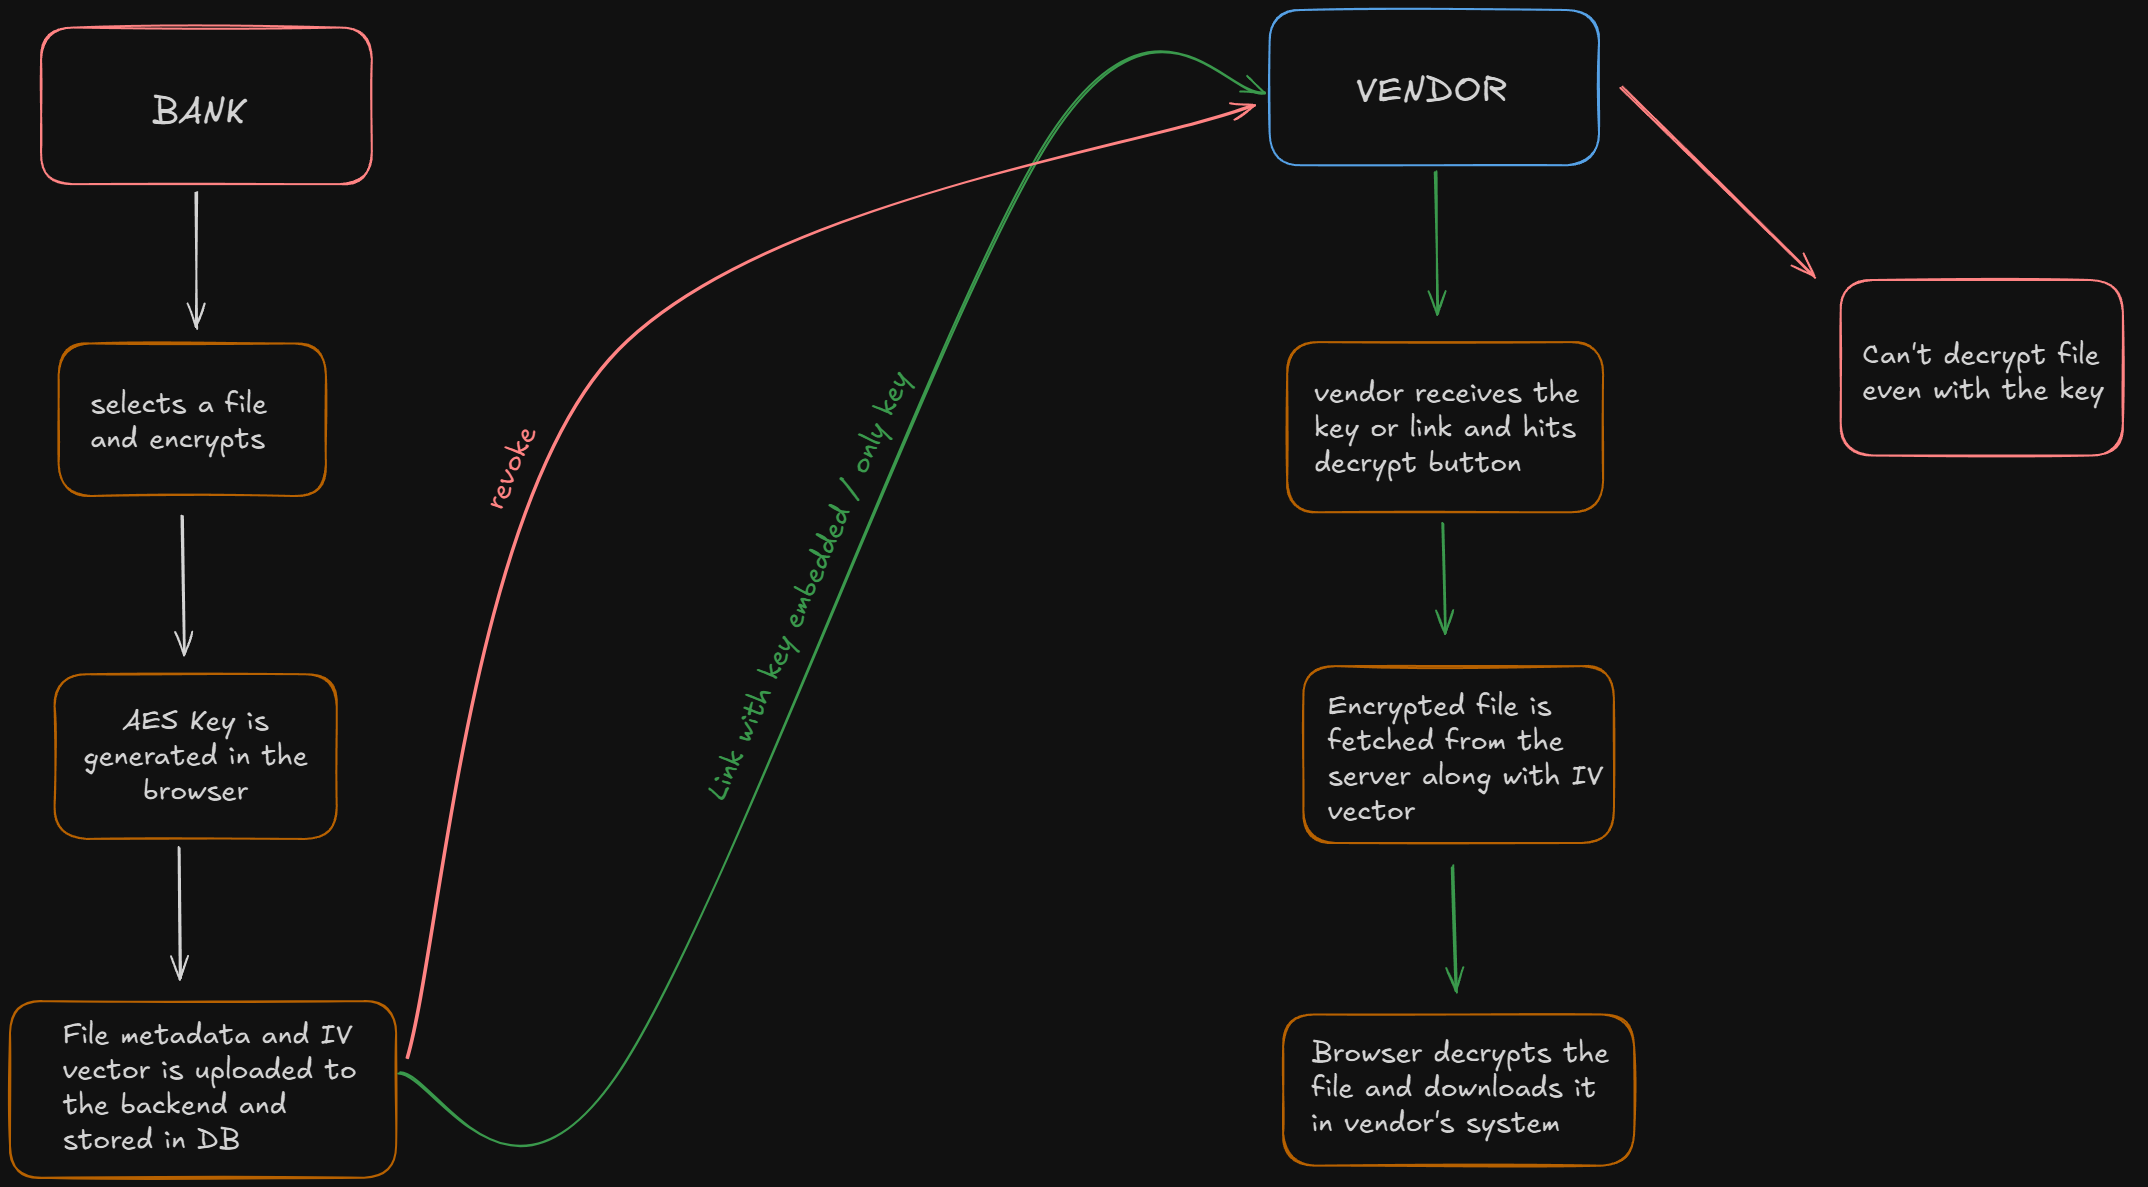 BANK
selects a file
and encrypts
AES Key is
generated in the
browser
File metadata and IV
vector is uploaded to
the backend and
stored in DB
revoke
Link with key embedded / only key
VENDOR
vendor receives the
key or link and hits
decrypt button
Encrypted file is
fetched from the
server along with IV
vector
Browser decrypts the
file and downloads it
in vendor's system
Can't decrypt file
even with the key